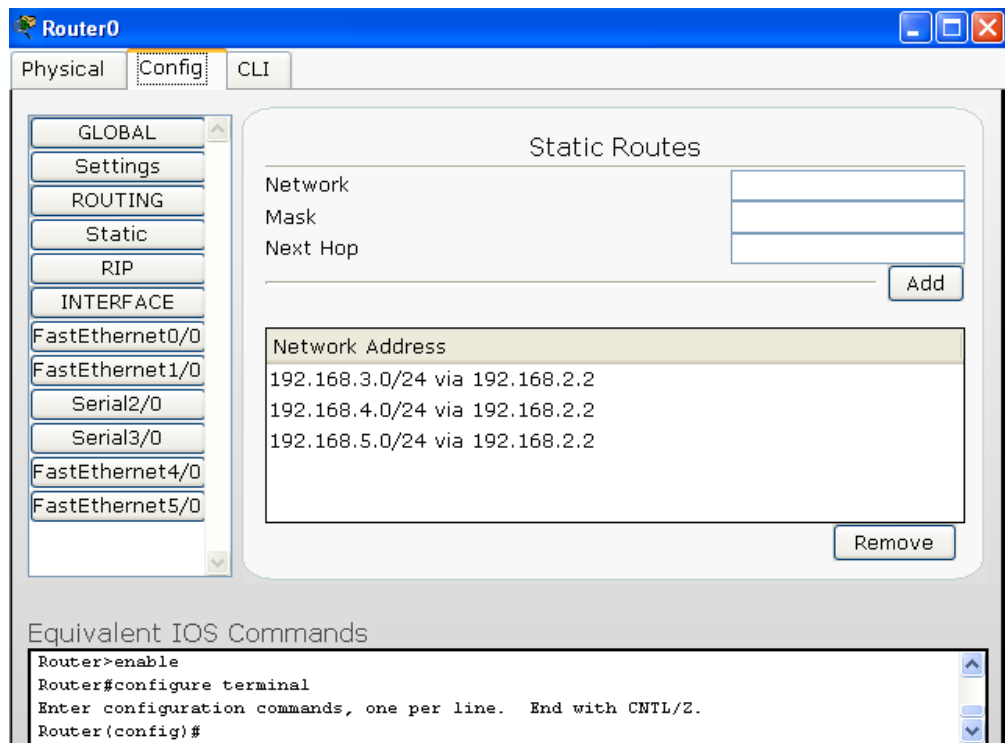 Router0
Physical
Config
CLI
GLOBAL
Settings
ROUTING
Static
RIP
INTERFACE
FastEthernet0/0
FastEthernet1/0
Serial2/0
Serial3/0
FastEthernet4/0
FastEthernet5/0
Static Routes
Network
Mask
Next Hop
Add
Network Address
192.168.3.0/24 via 192.168.2.2
192.168.4.0/24 via 192.168.2.2
192.168.5.0/24 via 192.168.2.2
Remove
Equivalent IOS Commands
Router>enable
Router#configure terminal
Enter configuration commands, one per line.  End with CNTL/Z.
Router(config)#